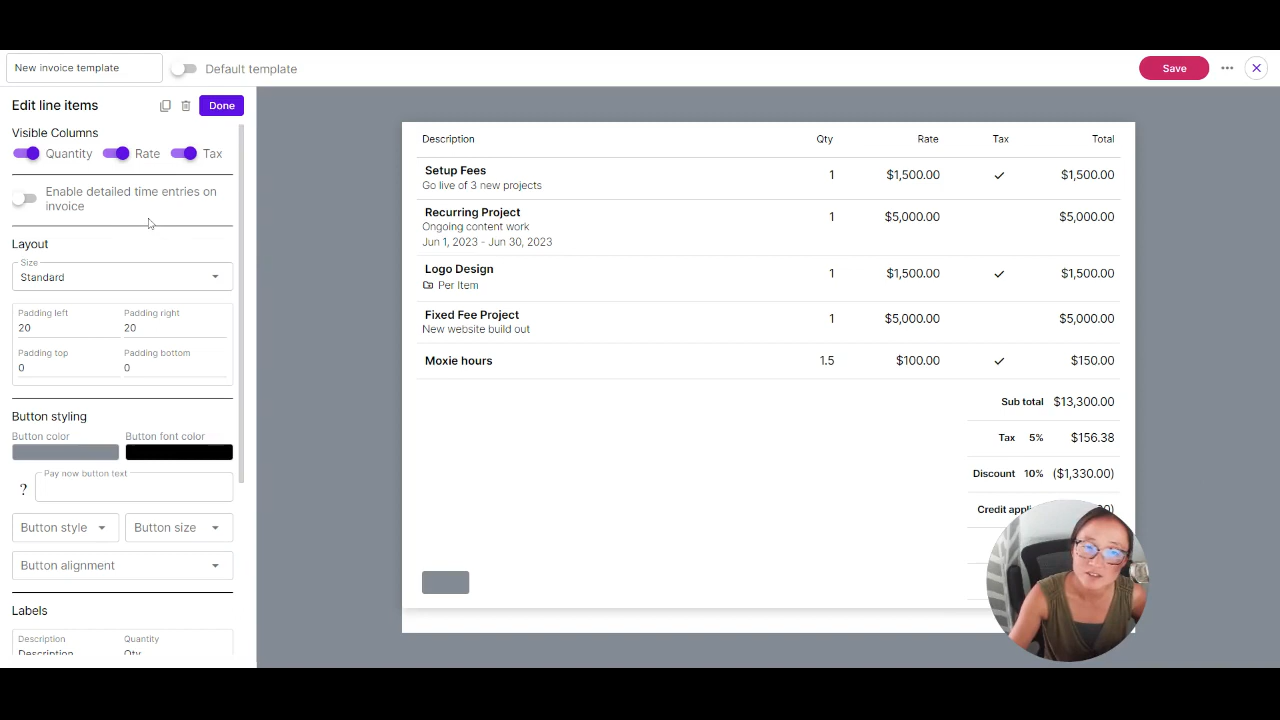 New invoice template
Default template
Save
Edit line items
Done
Visible Columns
Quantity
Rate
Tax
Enable detailed time entries on
invoice
Layout
Size
Standard
Padding left
Padding right
20
20
Padding top
Padding bottom
0
0
Button styling
Button color
Button font color
Pay now button text
?
Button style
Button size
Button alignment
Labels
Description
Quantity
Description
Qty
Description Qty Rate Tax Total
Setup Fees
Go live of 3 new projects
1 $1,500.00 $1,500.00
Recurring Project
Ongoing content work
Jun 1, 2023 - Jun 30, 2023
1 $5,000.00 $5,000.00
Logo Design
Per Item
1 $1,500.00 $1,500.00
Fixed Fee Project
New website build out
1 $5,000.00 $5,000.00
Moxie hours 1.5 $100.00 $150.00
Sub total $13,300.00
Tax 5% $156.38
Discount 10% ($1,330.00)
Credit